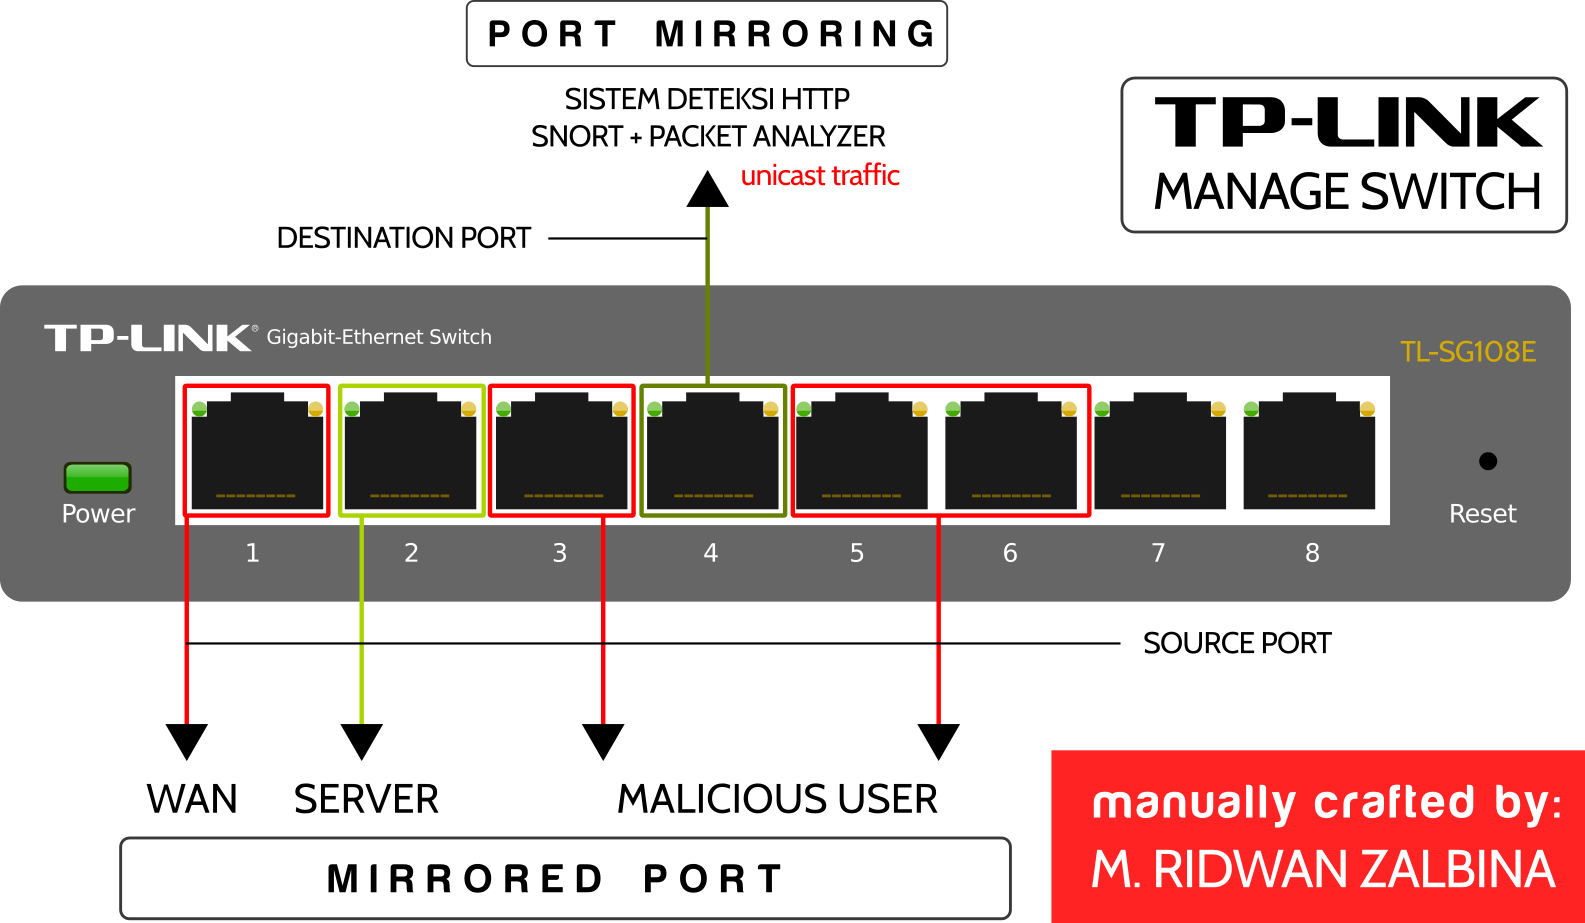 PORT MIRRORING
SISTEM DETEKSI HTTP
SNORT + PACKET ANALYZER
unicast traffic
TP-LINK
MANAGE SWITCH
DESTINATION PORT
TP-LINK® Gigabit-Ethernet Switch
TL-SG108E
Power
Reset
1 2 3 4 5 6 7 8
SOURCE PORT
WAN SERVER MALICIOUS USER
MIRRORED PORT
manually crafted by:
M. RIDWAN ZALBINA